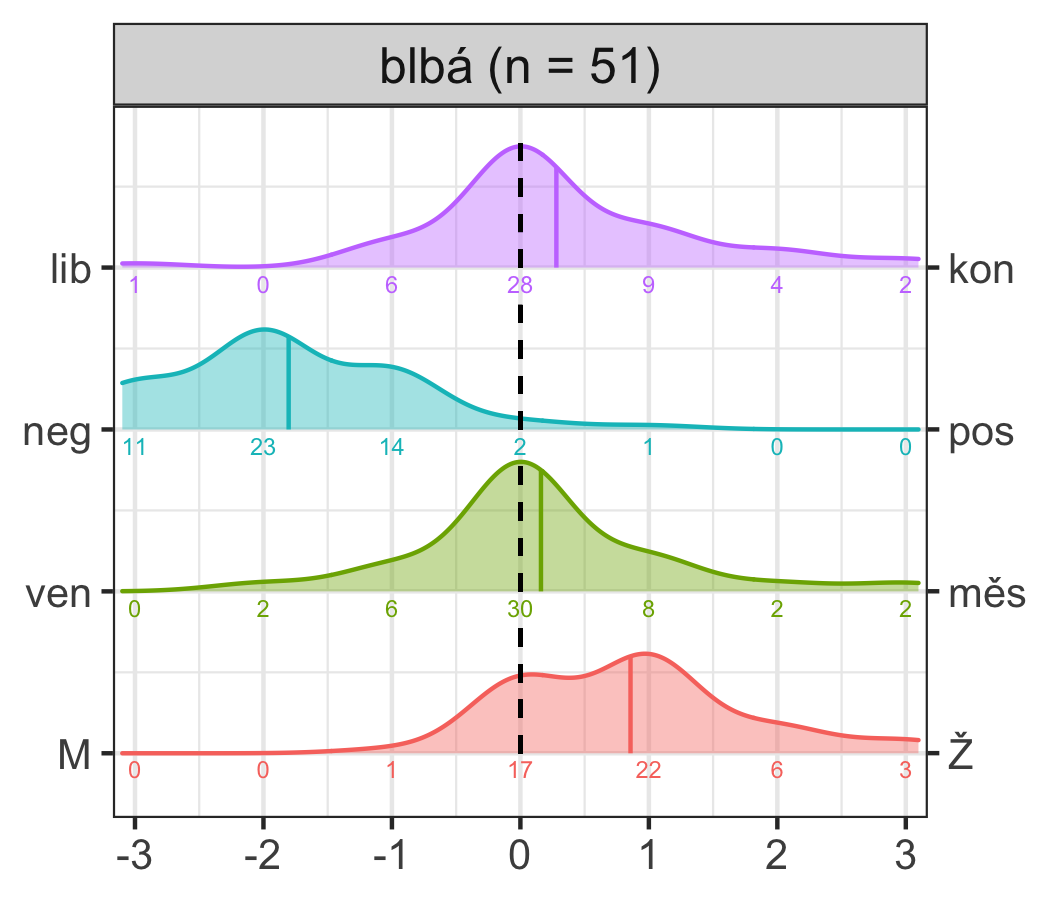 blbá (n = 51)
lib kon
1 0 6 28 9 4 2
neg pos
11 23 14 2 1 0 0
ven měs
0 2 6 30 8 2 2
M Ž
0 0 1 17 22 6 3
-3 -2 -1 0 1 2 3